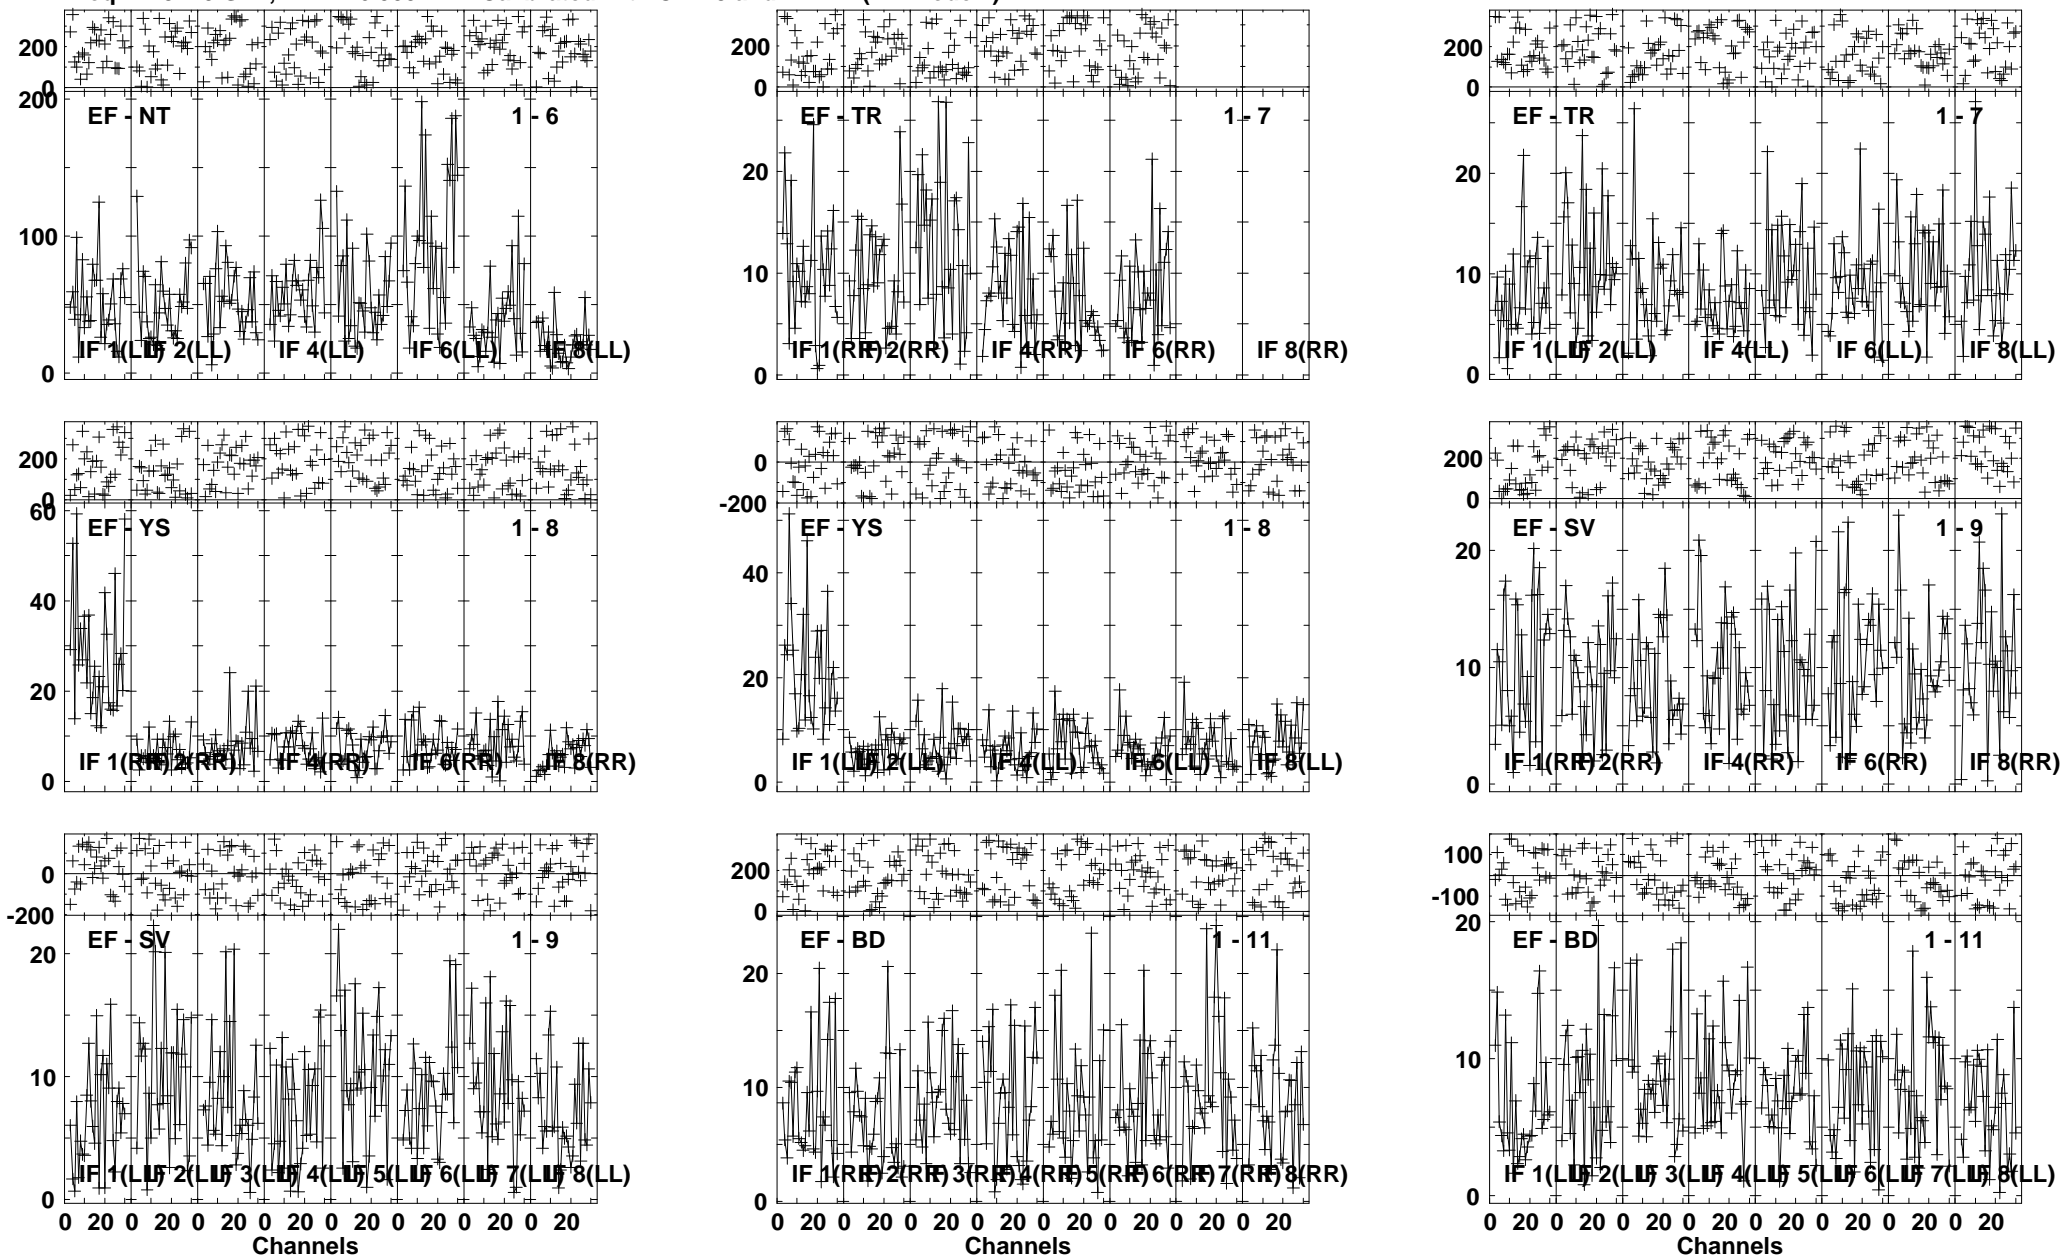 200
0
200
100
0
EF - NT 1 - 6
IF 1(LL) IF 2(LL) IF 4(LL) IF 6(LL) IF 8(LL)
200
0
20
10
0
EF - TR 1 - 7
IF 1(RR) IF 2(RR) IF 4(RR) IF 6(RR) IF 8(RR)
200
0
20
10
0
EF - TR 1 - 7
IF 1(LL) IF 2(LL) IF 4(LL) IF 6(LL) IF 8(LL)
200
0
60
40
20
0
EF - YS 1 - 8
IF 1(RR) IF 2(RR) IF 4(RR) IF 6(RR) IF 8(RR)
0
-200
40
20
0
EF - YS 1 - 8
IF 1(LL) IF 2(LL) IF 4(LL) IF 6(LL) IF 8(LL)
200
0
20
10
0
EF - SV 1 - 9
IF 1(RR) IF 2(RR) IF 4(RR) IF 6(RR) IF 8(RR)
0
-200
20
10
0
EF - SV 1 - 9
IF 1(LL) IF 2(LL) IF 3(LL) IF 4(LL) IF 5(LL) IF 6(LL) IF 7(LL) IF 8(LL)
0 20 0 20 0 20 0 20 0 20 0 20 0 20 0 20
Channels
200
0
20
10
0
EF - BD 1 - 11
IF 1(RR) IF 2(RR) IF 3(RR) IF 4(RR) IF 5(RR) IF 6(RR) IF 7(RR) IF 8(RR)
0 20 0 20 0 20 0 20 0 20 0 20 0 20 0 20
100
-100
20
10
0
EF - BD 1 - 11
IF 1(LL) IF 2(LL) IF 3(LL) IF 4(LL) IF 5(LL) IF 6(LL) IF 7(LL) IF 8(LL)
0 20 0 20 0 20 0 20 0 20 0 20 0 20 0 20
Channels